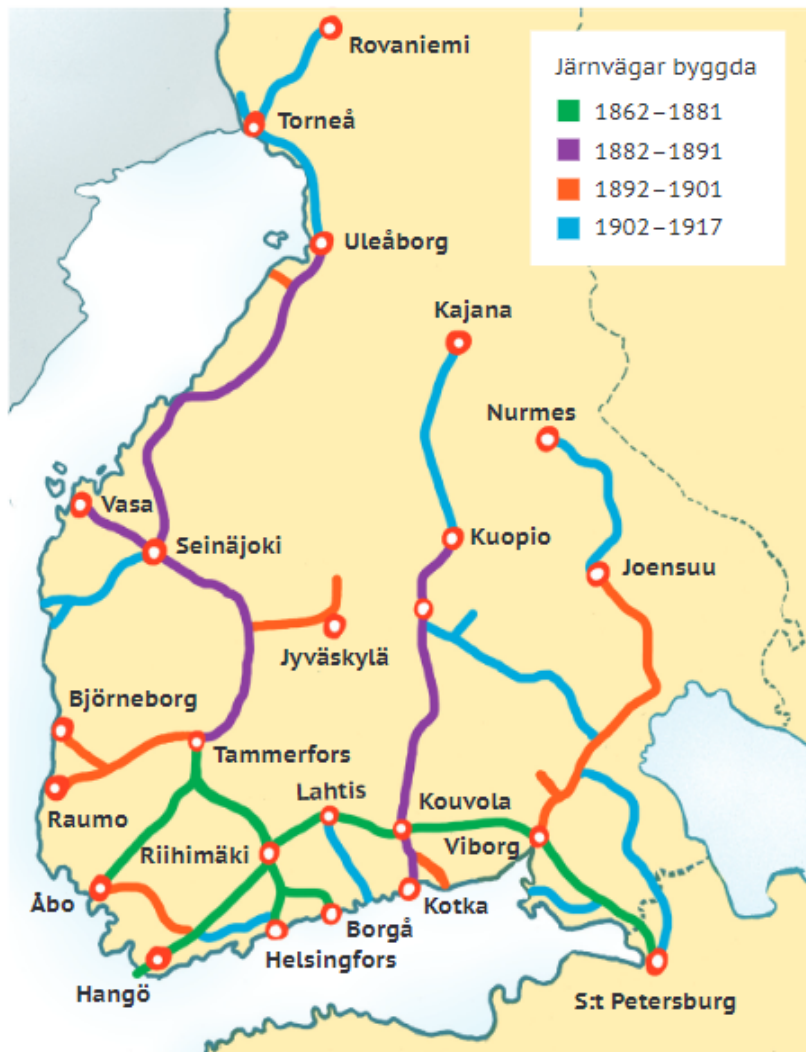 Rovaniemi
Järnvägar byggda
1862–1881
1882–1891
1892–1901
1902–1917
Torneå
Uleåborg
Kajana
Nurmes
Vasa
Seinäjoki
Kuopio
Joensuu
Jyväskylä
Björneborg
Tammerfors
Lahtis
Kouvola
Raumo
Riihimäki
Viborg
Åbo
Kotka
Borgå
Helsingfors
Hangö
S:t Petersburg